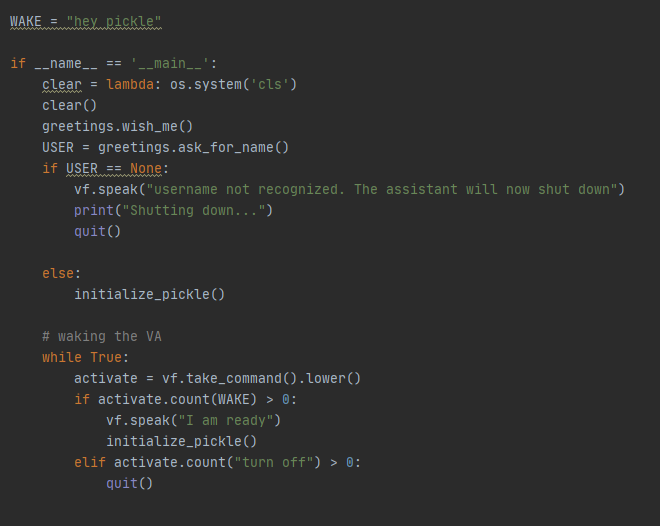 WAKE = "hey pickle"
if __name__ == '__main__':
clear = lambda: os.system('cls')
clear()
greetings.wish_me()
USER = greetings.ask_for_name()
if USER == None:
vf.speak("username not recognized. The assistant will now shut down")
print("Shutting down...")
quit()
else:
initialize_pickle()
# waking the VA
while True:
activate = vf.take_command().lower()
if activate.count(WAKE) > 0:
vf.speak("I am ready")
initialize_pickle()
elif activate.count("turn off") > 0:
quit()